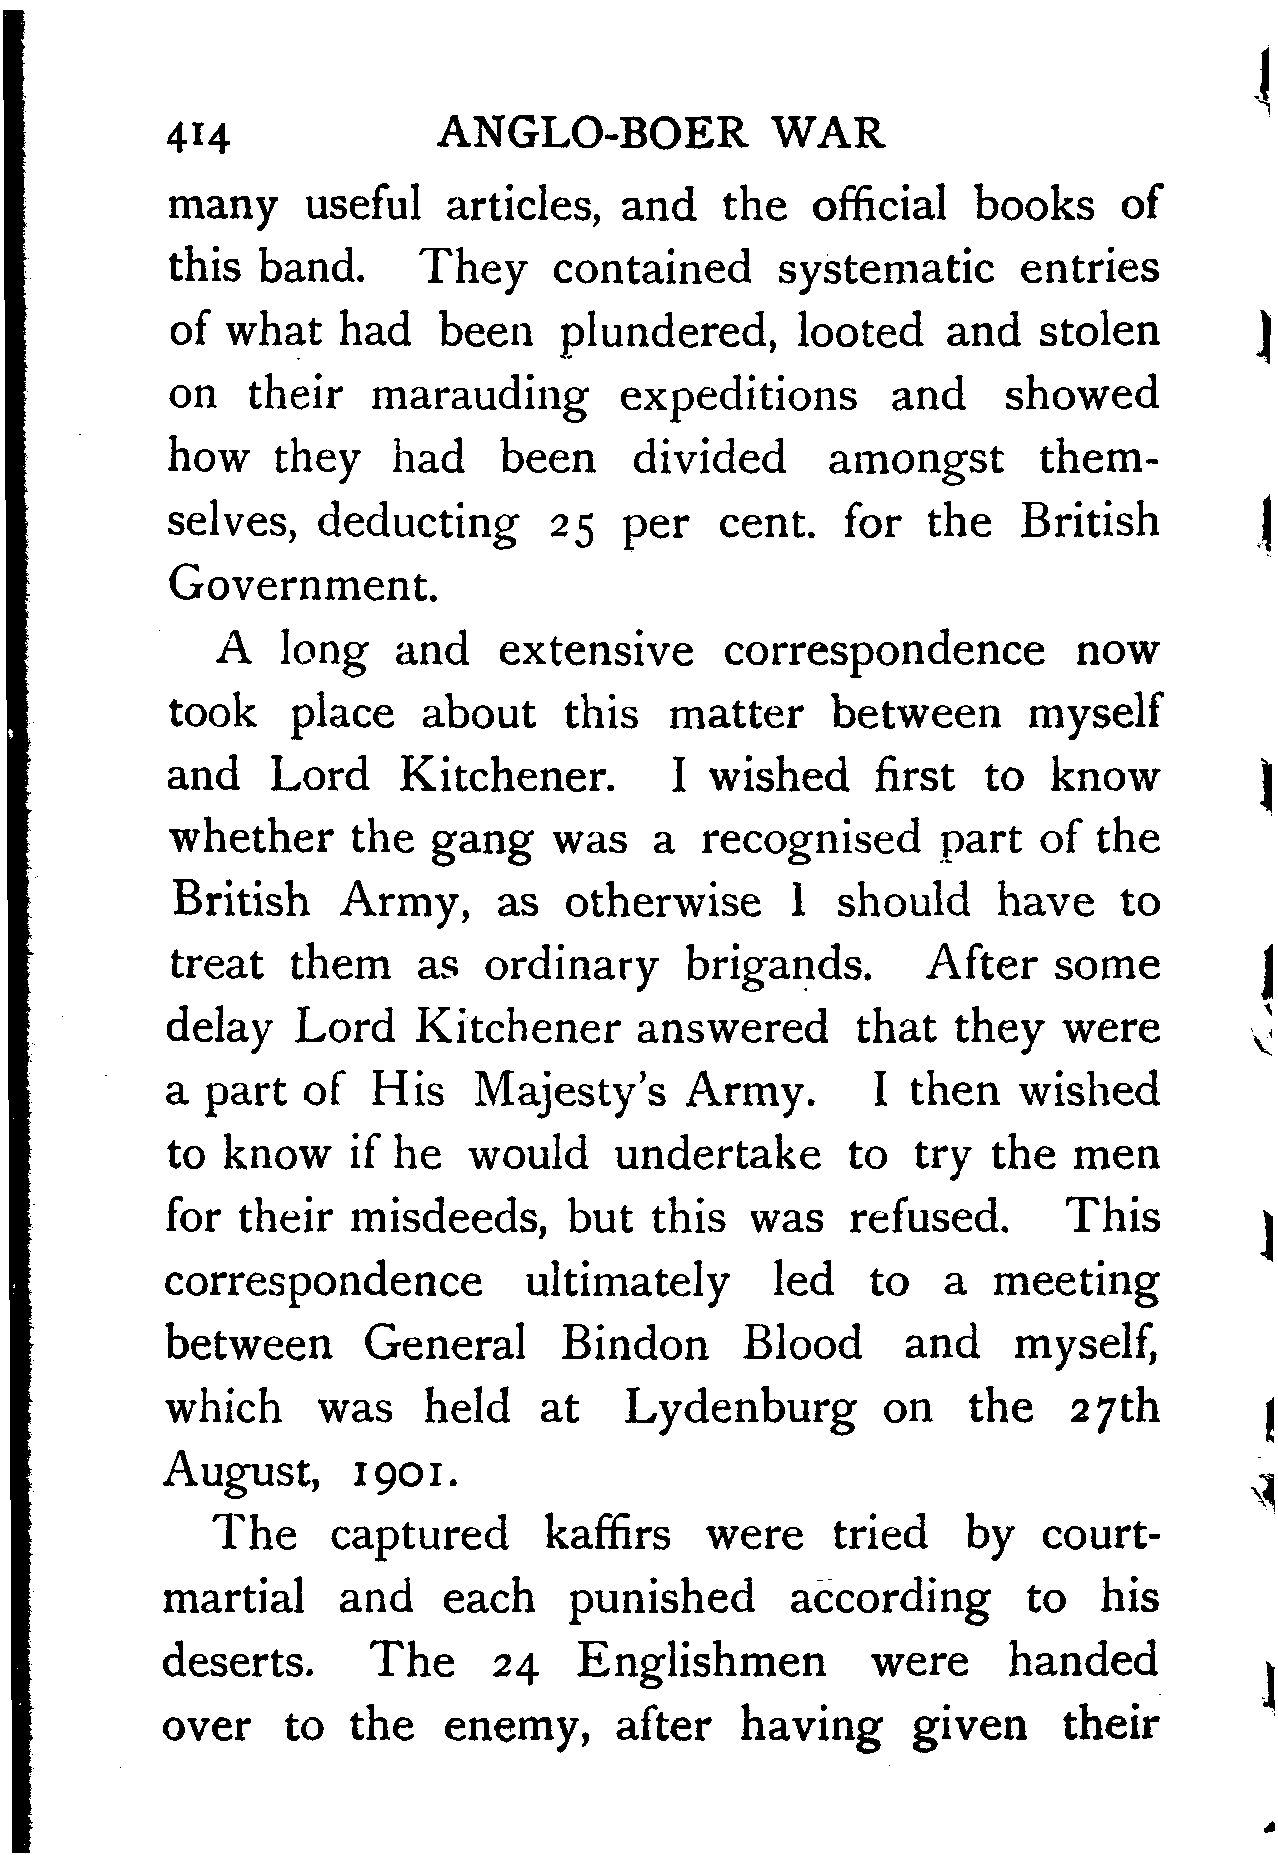 414 ANGLO-BOER WAR
many useful articles, and the official books of
this band. They contained systematic entries
of what had been plundered, looted and stolen
on their marauding expeditions and showed
how they had been divided amongst them-
selves, deducting 25 per cent. for the British
Government.
A long and extensive correspondence now
took place about this matter between myself
and Lord Kitchener. I wished first to know
whether the gang was a recognised part of the
British Army, as otherwise I should have to
treat them as ordinary brigands. After some
delay Lord Kitchener answered that they were
a part of His Majesty's Army. I then wished
to know if he would undertake to try the men
for their misdeeds, but this was refused. This
correspondence ultimately led to a meeting
between General Bindon Blood and myself,
which was held at Lydenburg on the 27th
August, 1901.
The captured kaffirs were tried by court-
martial and each punished according to his
deserts. The 24 Englishmen were handed
over to the enemy, after having given their